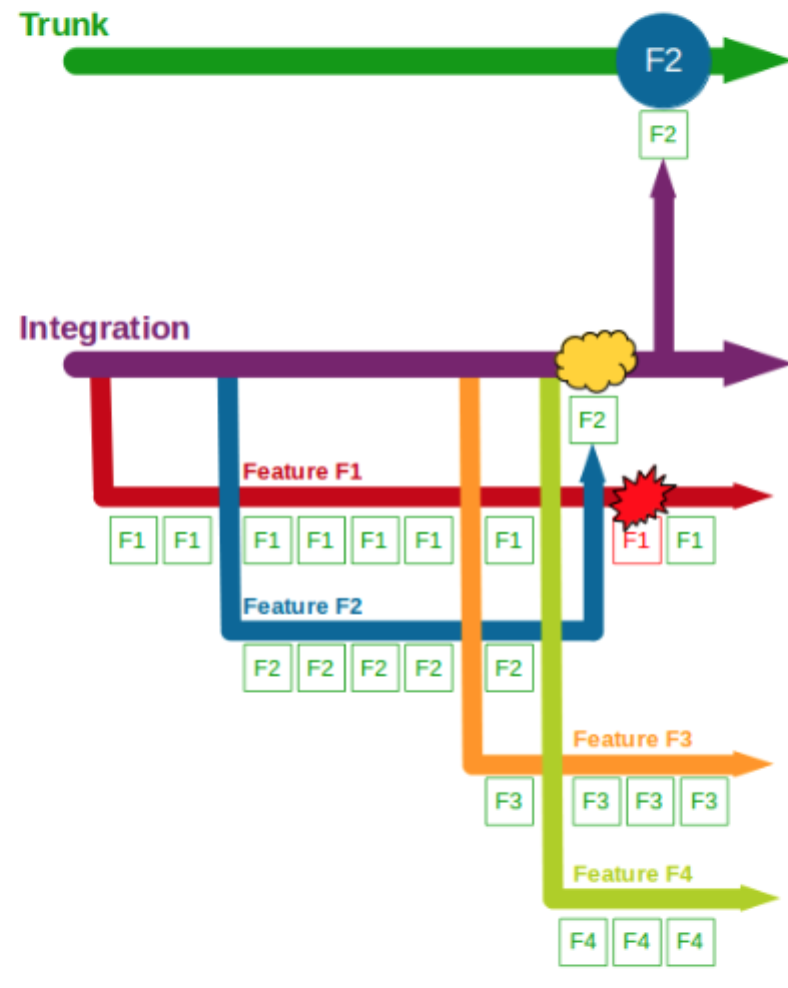 Trunk
F2
F2
Integration
F2
Feature F1
F1 F1 F1 F1 F1 F1 F1 F1 F1
Feature F2
F2 F2 F2 F2 F2
Feature F3
F3 F3 F3 F3
Feature F4
F4 F4 F4